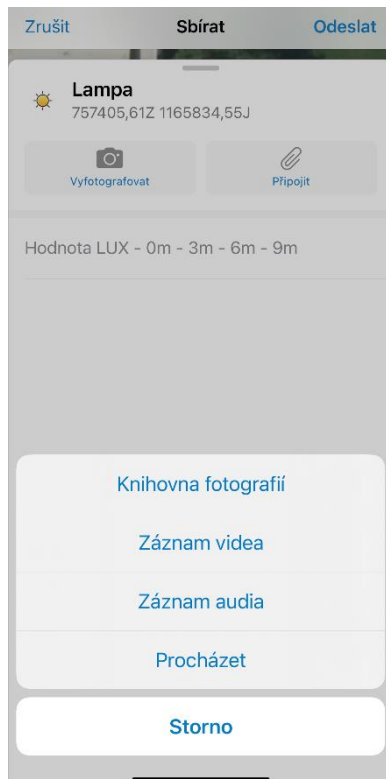 Zrušit Sbírat Odeslat
Lampa
757405,61Z 1165834,55J
Vyfotografovat Připojit
Hodnota LUX - 0m - 3m - 6m - 9m
Knihovna fotografií
Záznam videa
Záznam audia
Procházet
Storno